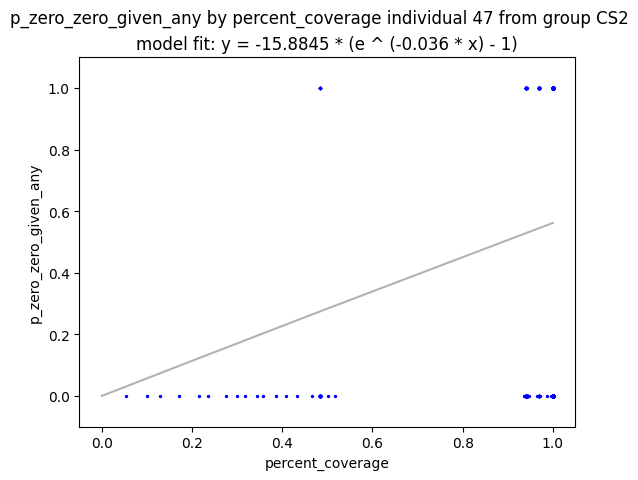 p_zero_zero_given_any by percent_coverage individual 47 from group CS2
model fit: y = -15.8845 * (e ^ (-0.036 * x) - 1)
1.0
0.8
0.6
0.4
0.2
0.0
p_zero_zero_given_any
0.0 0.2 0.4 0.6 0.8 1.0
percent_coverage